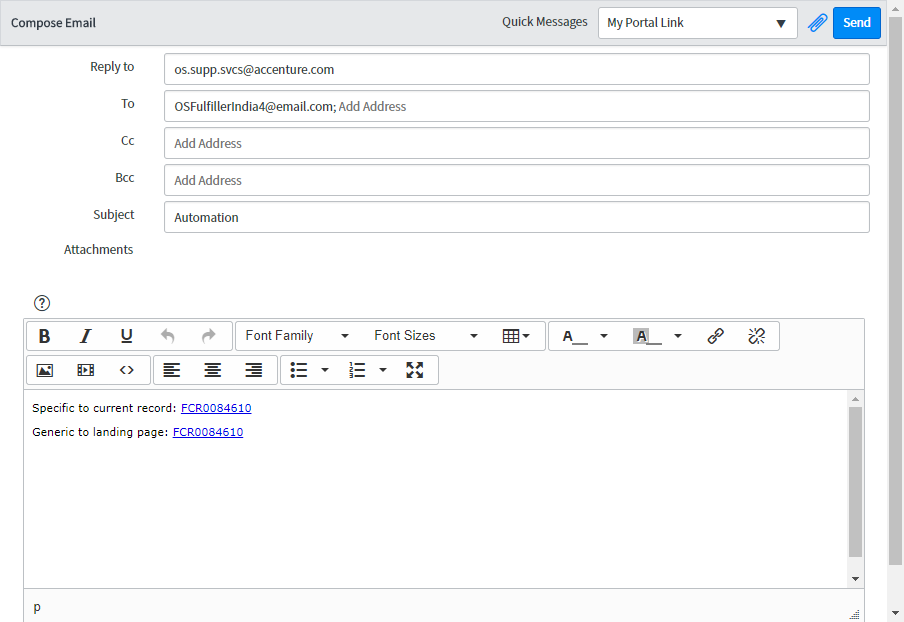 Compose Email Quick Messages My Portal Link Send
Reply to os.supp.svcs@accenture.com
To OSFulfillerIndia4@email.com; Add Address
Cc Add Address
Bcc Add Address
Subject Automation
Attachments
?
B I U Font Family Font Sizes A A
Specific to current record: FCR0084610
Generic to landing page: FCR0084610
p